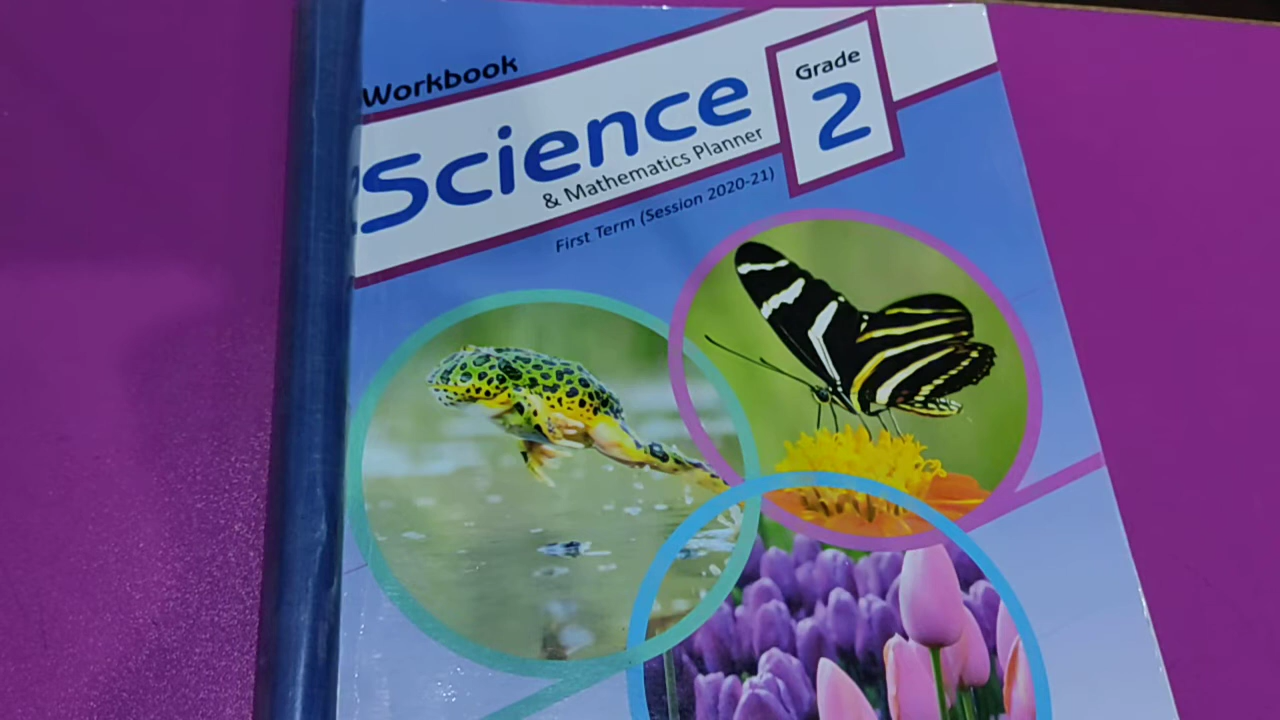 Workbook
Science
& Mathematics Planner
Grade
2
First Term (Session 2020-21)